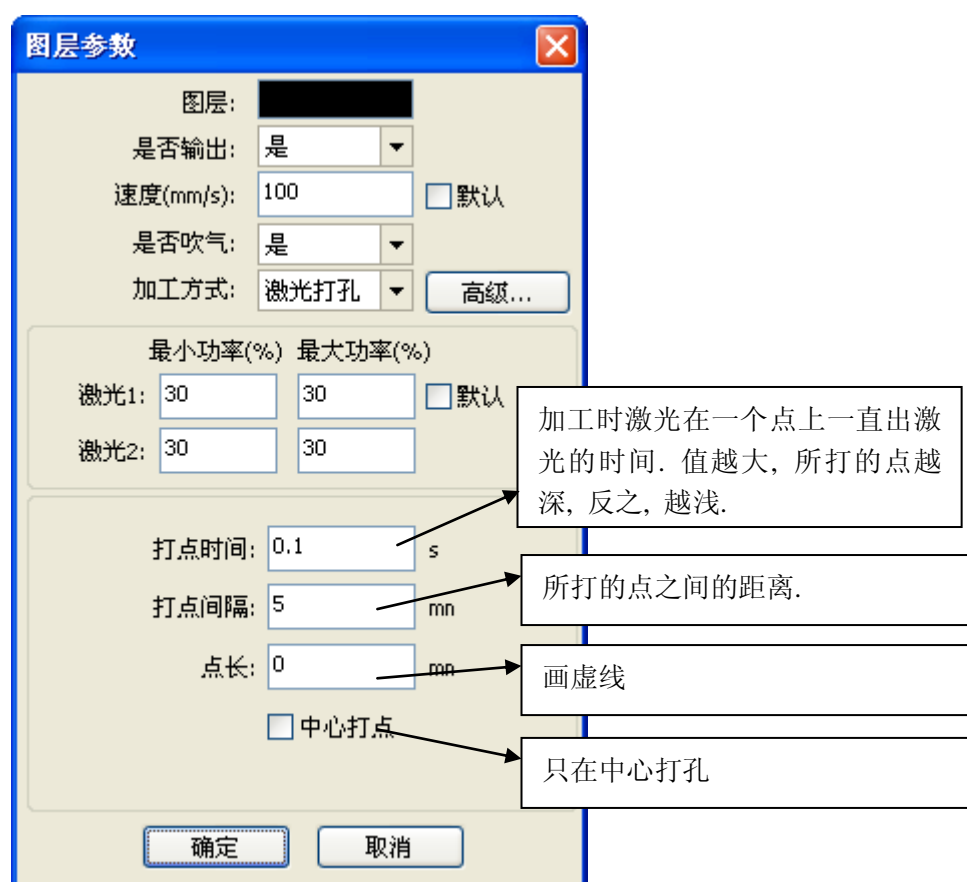 图层参数
图层:
是否输出: 是
速度(mm/s): 100 默认
是否吹气: 是
加工方式: 激光打孔 高级...
最小功率(%) 最大功率(%)
激光1: 30 30 默认
激光2: 30 30
加工时激光在一个点上一直出激
光的时间. 值越大, 所打的点越
深, 反之, 越浅.
打点时间: 0.1 s
打点间隔: 5 mn
所打的点之间的距离.
点长: 0 mn
画虚线
中心打点
只在中心打孔
确定 取消